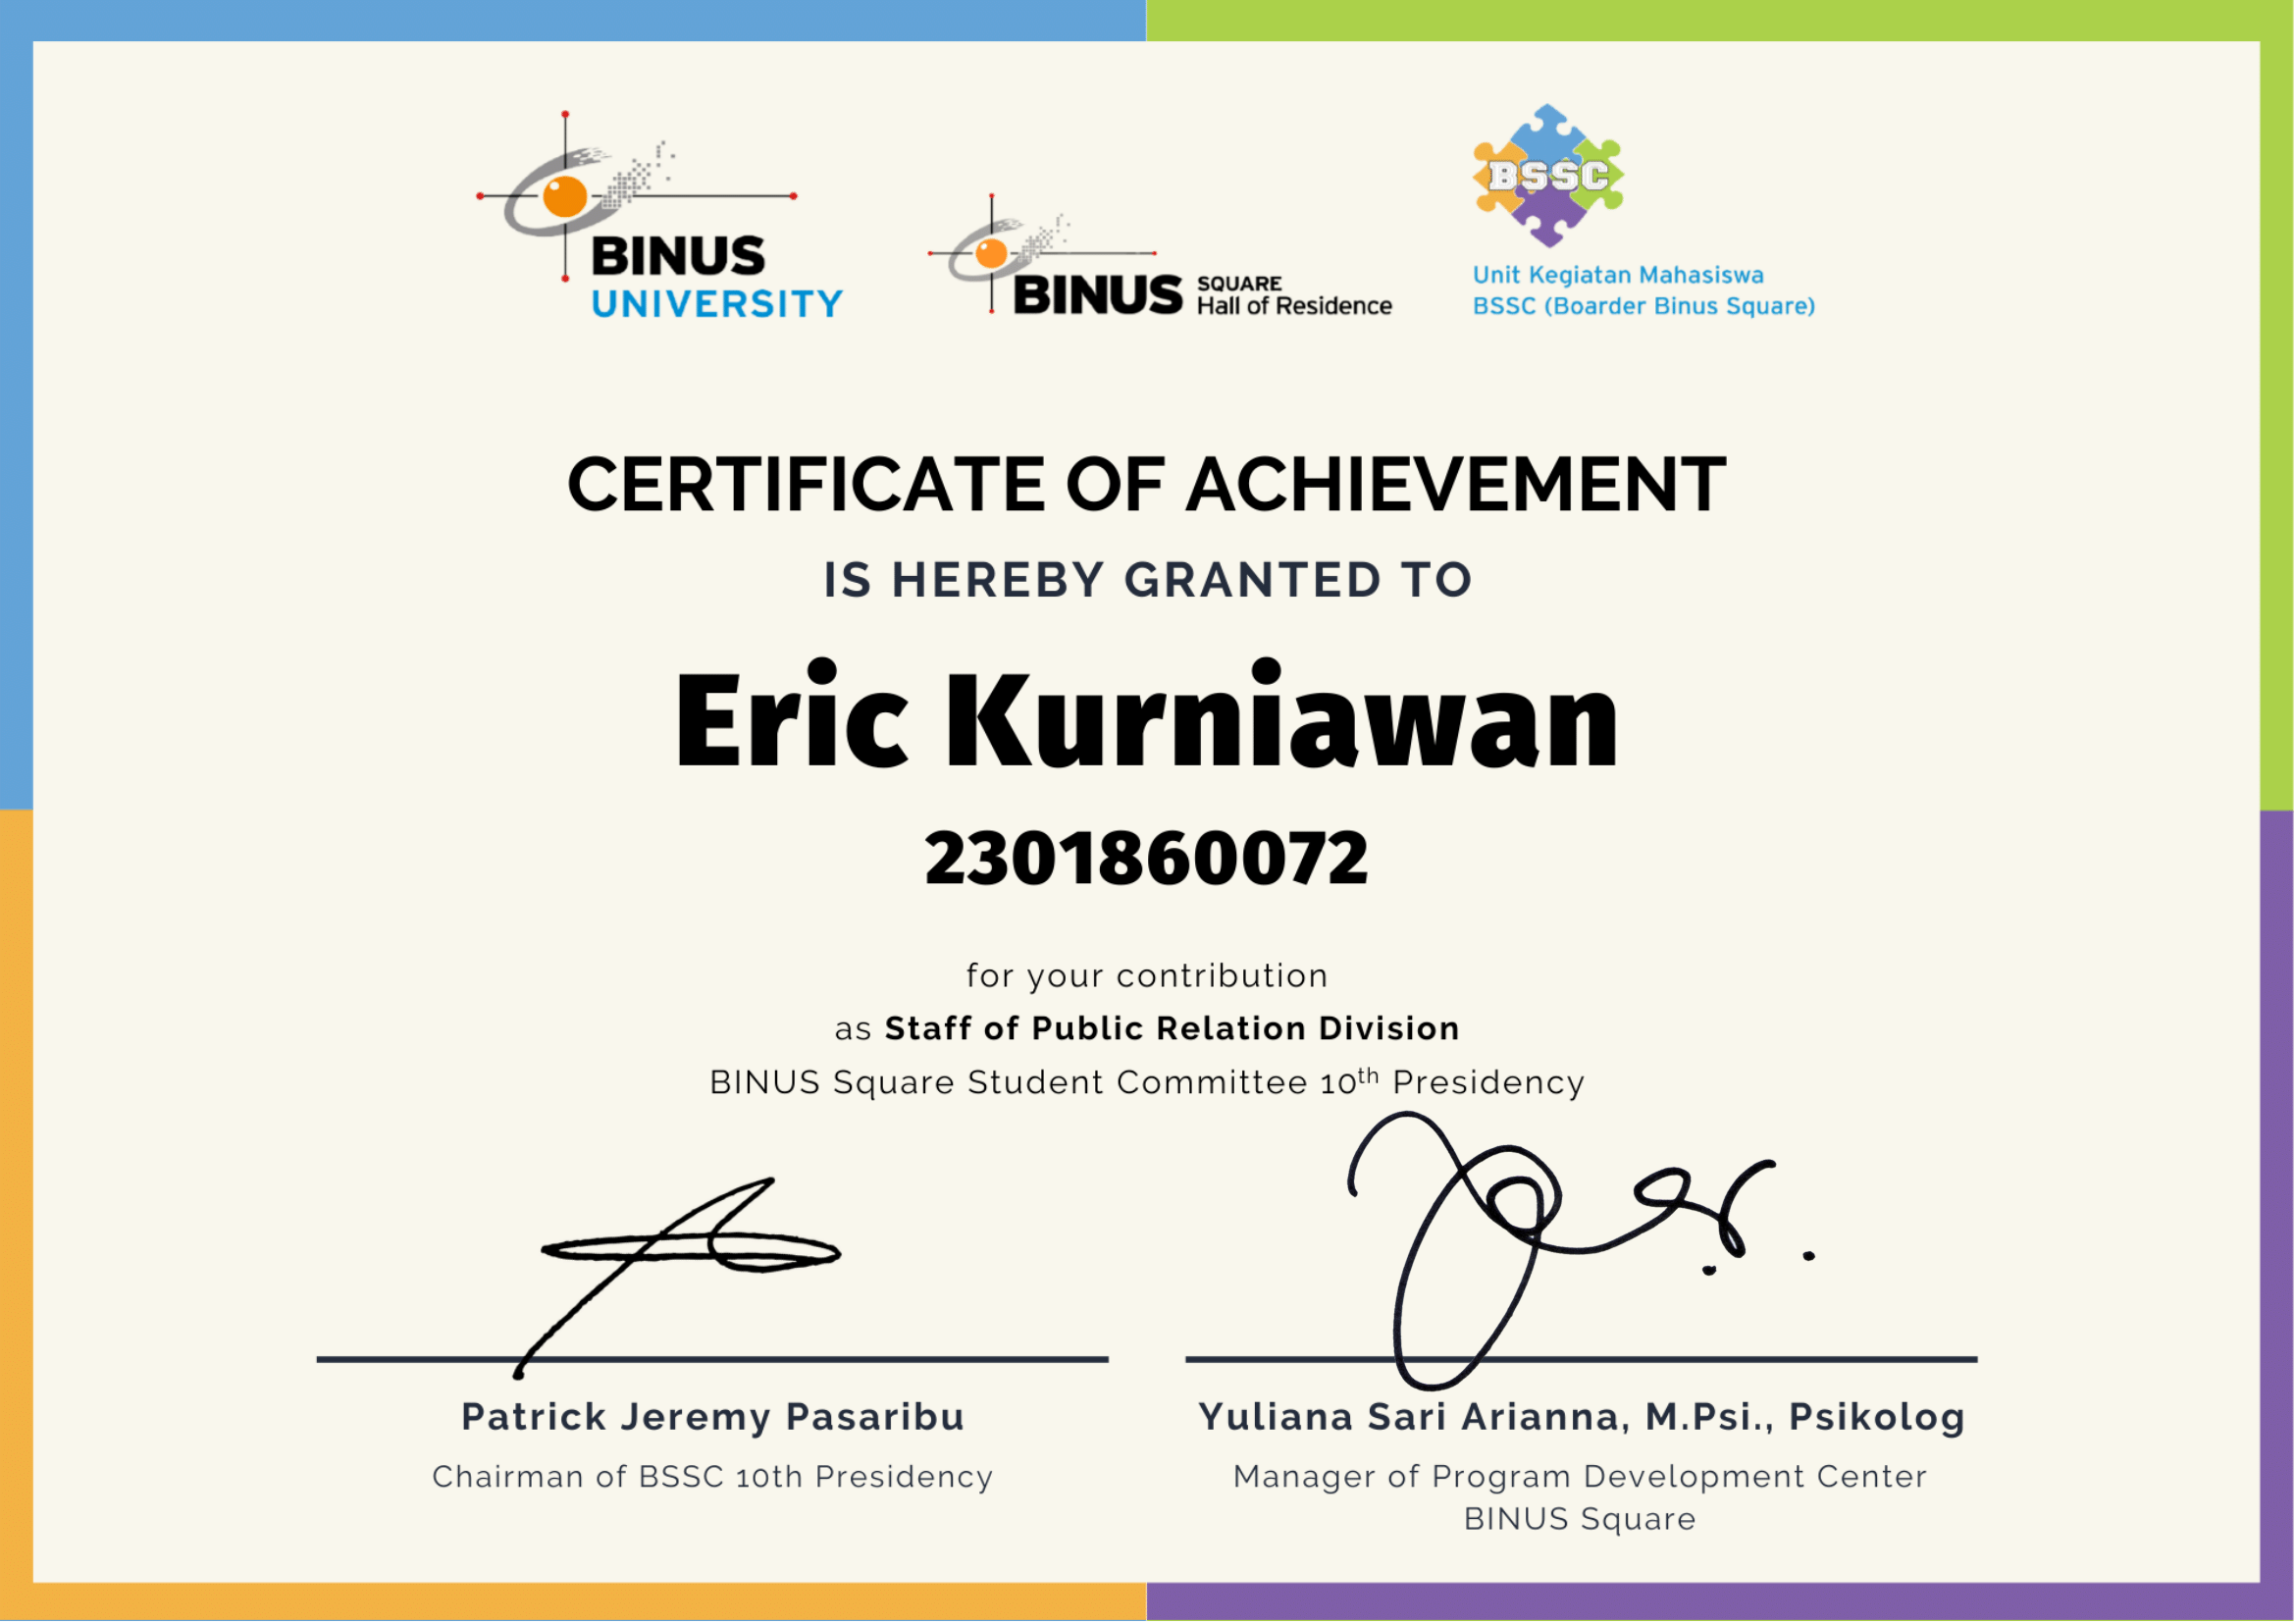 BINUS
UNIVERSITY
BINUS SQUARE
Hall of Residence
BSSC
Unit Kegiatan Mahasiswa
BSSC (Boarder Binus Square)
CERTIFICATE OF ACHIEVEMENT
IS HEREBY GRANTED TO
Eric Kurniawan
2301860072
for your contribution
as Staff of Public Relation Division
BINUS Square Student Committee 10th Presidency
Patrick Jeremy Pasaribu
Chairman of BSSC 10th Presidency
Yuliana Sari Arianna, M.Psi., Psikolog
Manager of Program Development Center
BINUS Square